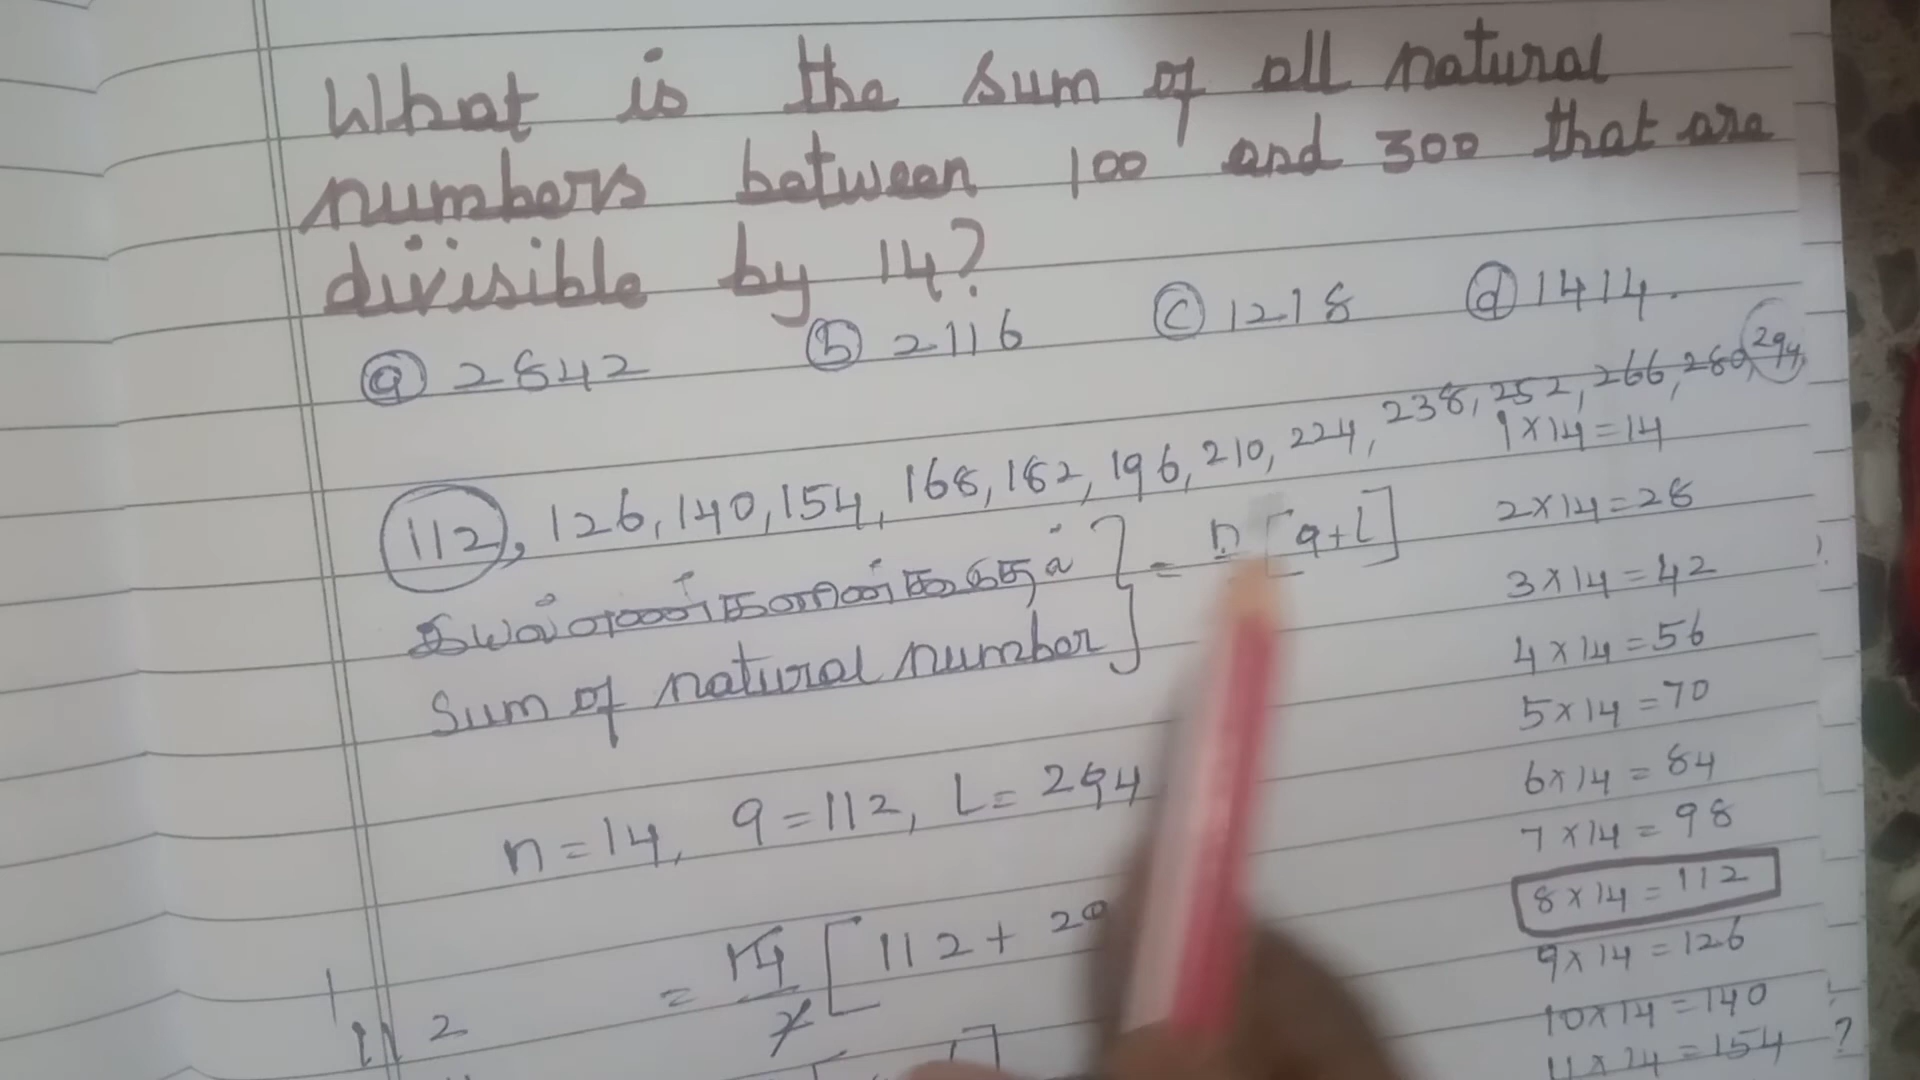 What is the sum of all natural
numbers between 100 and 300 that are
divisible by 14?
(a) 2842 (b) 2116 (c) 1218 (d) 1414.
112, 126, 140, 154, 168, 182, 196, 210, 224, 238, 252, 266, 280, 294,
= n [a+l]
Sum of natural number
n = 14, a = 112, L = 294
= 14/2 [112 +
2
1 x 14 = 14
2 x 14 = 28
3 x 14 = 42
4 x 14 = 56
5 x 14 = 70
6 x 14 = 84
7 x 14 = 98
8 x 14 = 112
9 x 14 = 126
10 x 14 = 140
11 x 14 = 154